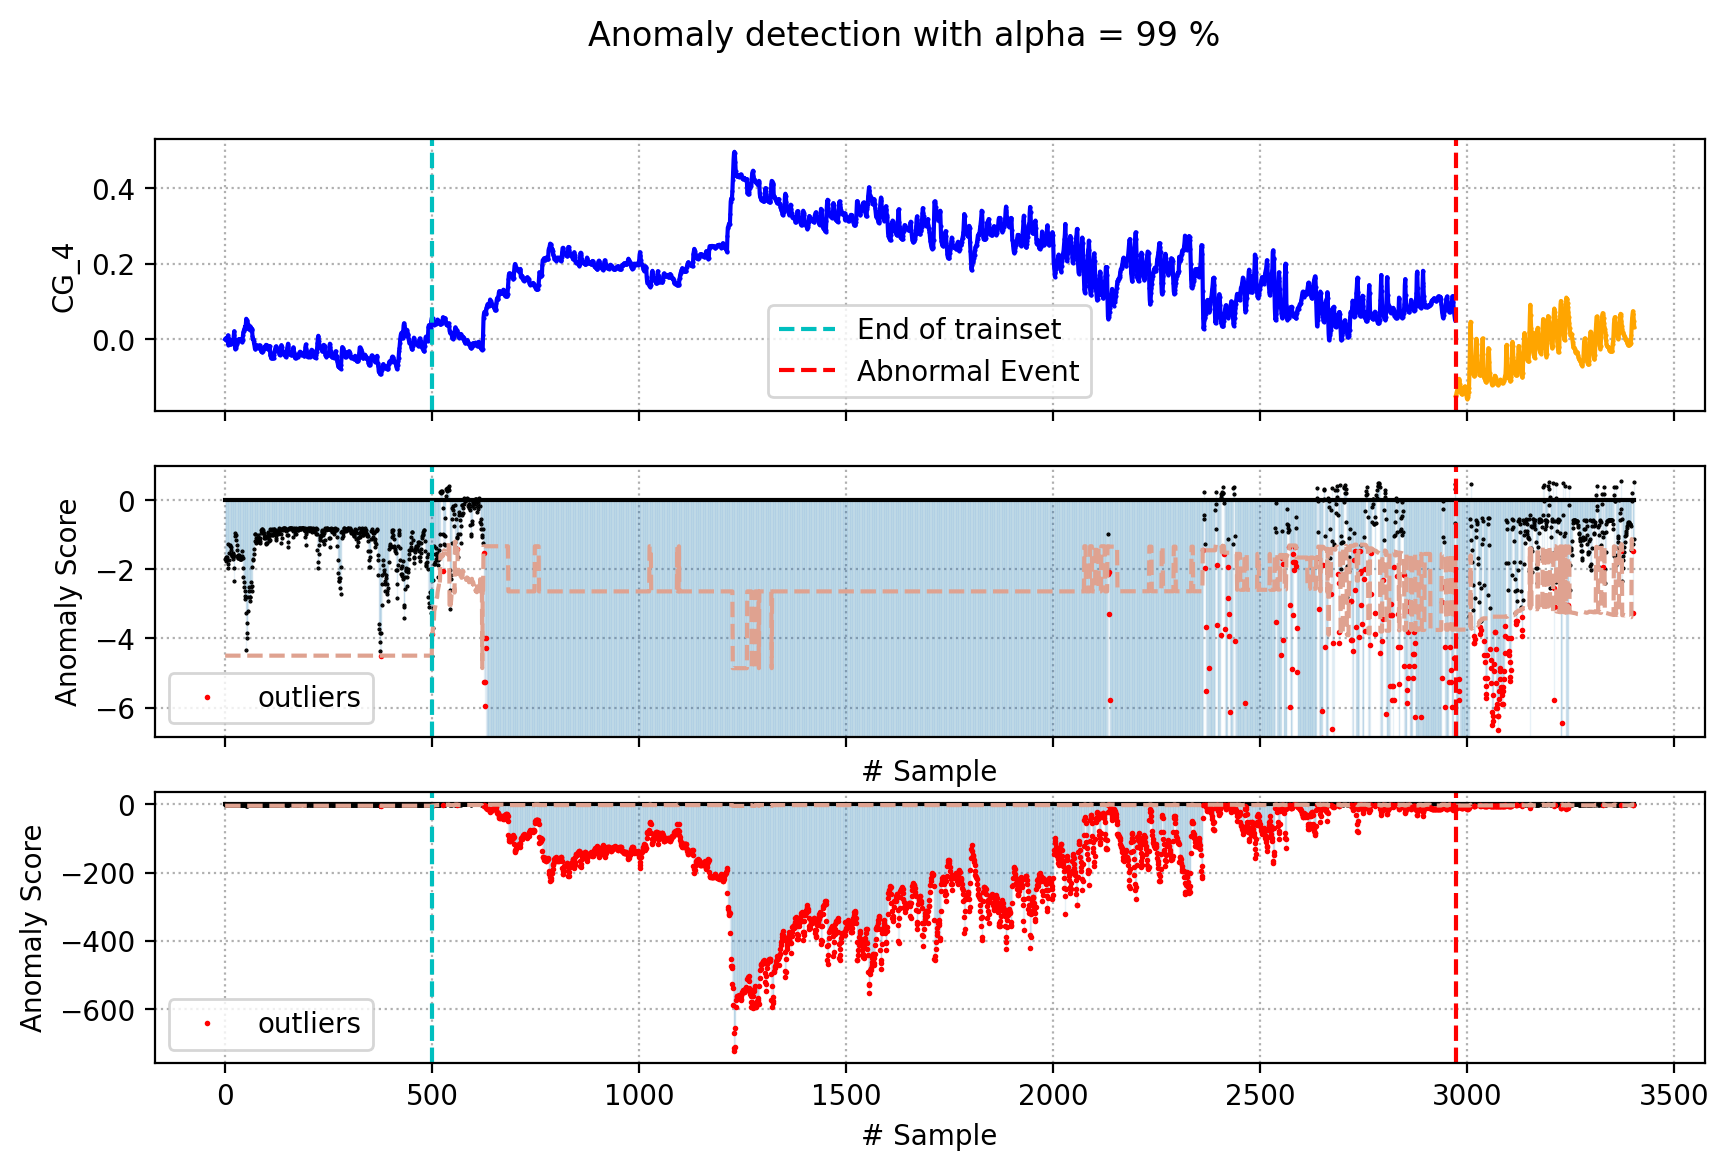 Anomaly detection with alpha = 99 %
CG_4
0.4
0.2
0.0
End of trainset
Abnormal Event
Anomaly Score
0
−2
−4
−6
outliers
# Sample
Anomaly Score
0
−200
−400
−600
outliers
0 500 1000 1500 2000 2500 3000 3500
# Sample